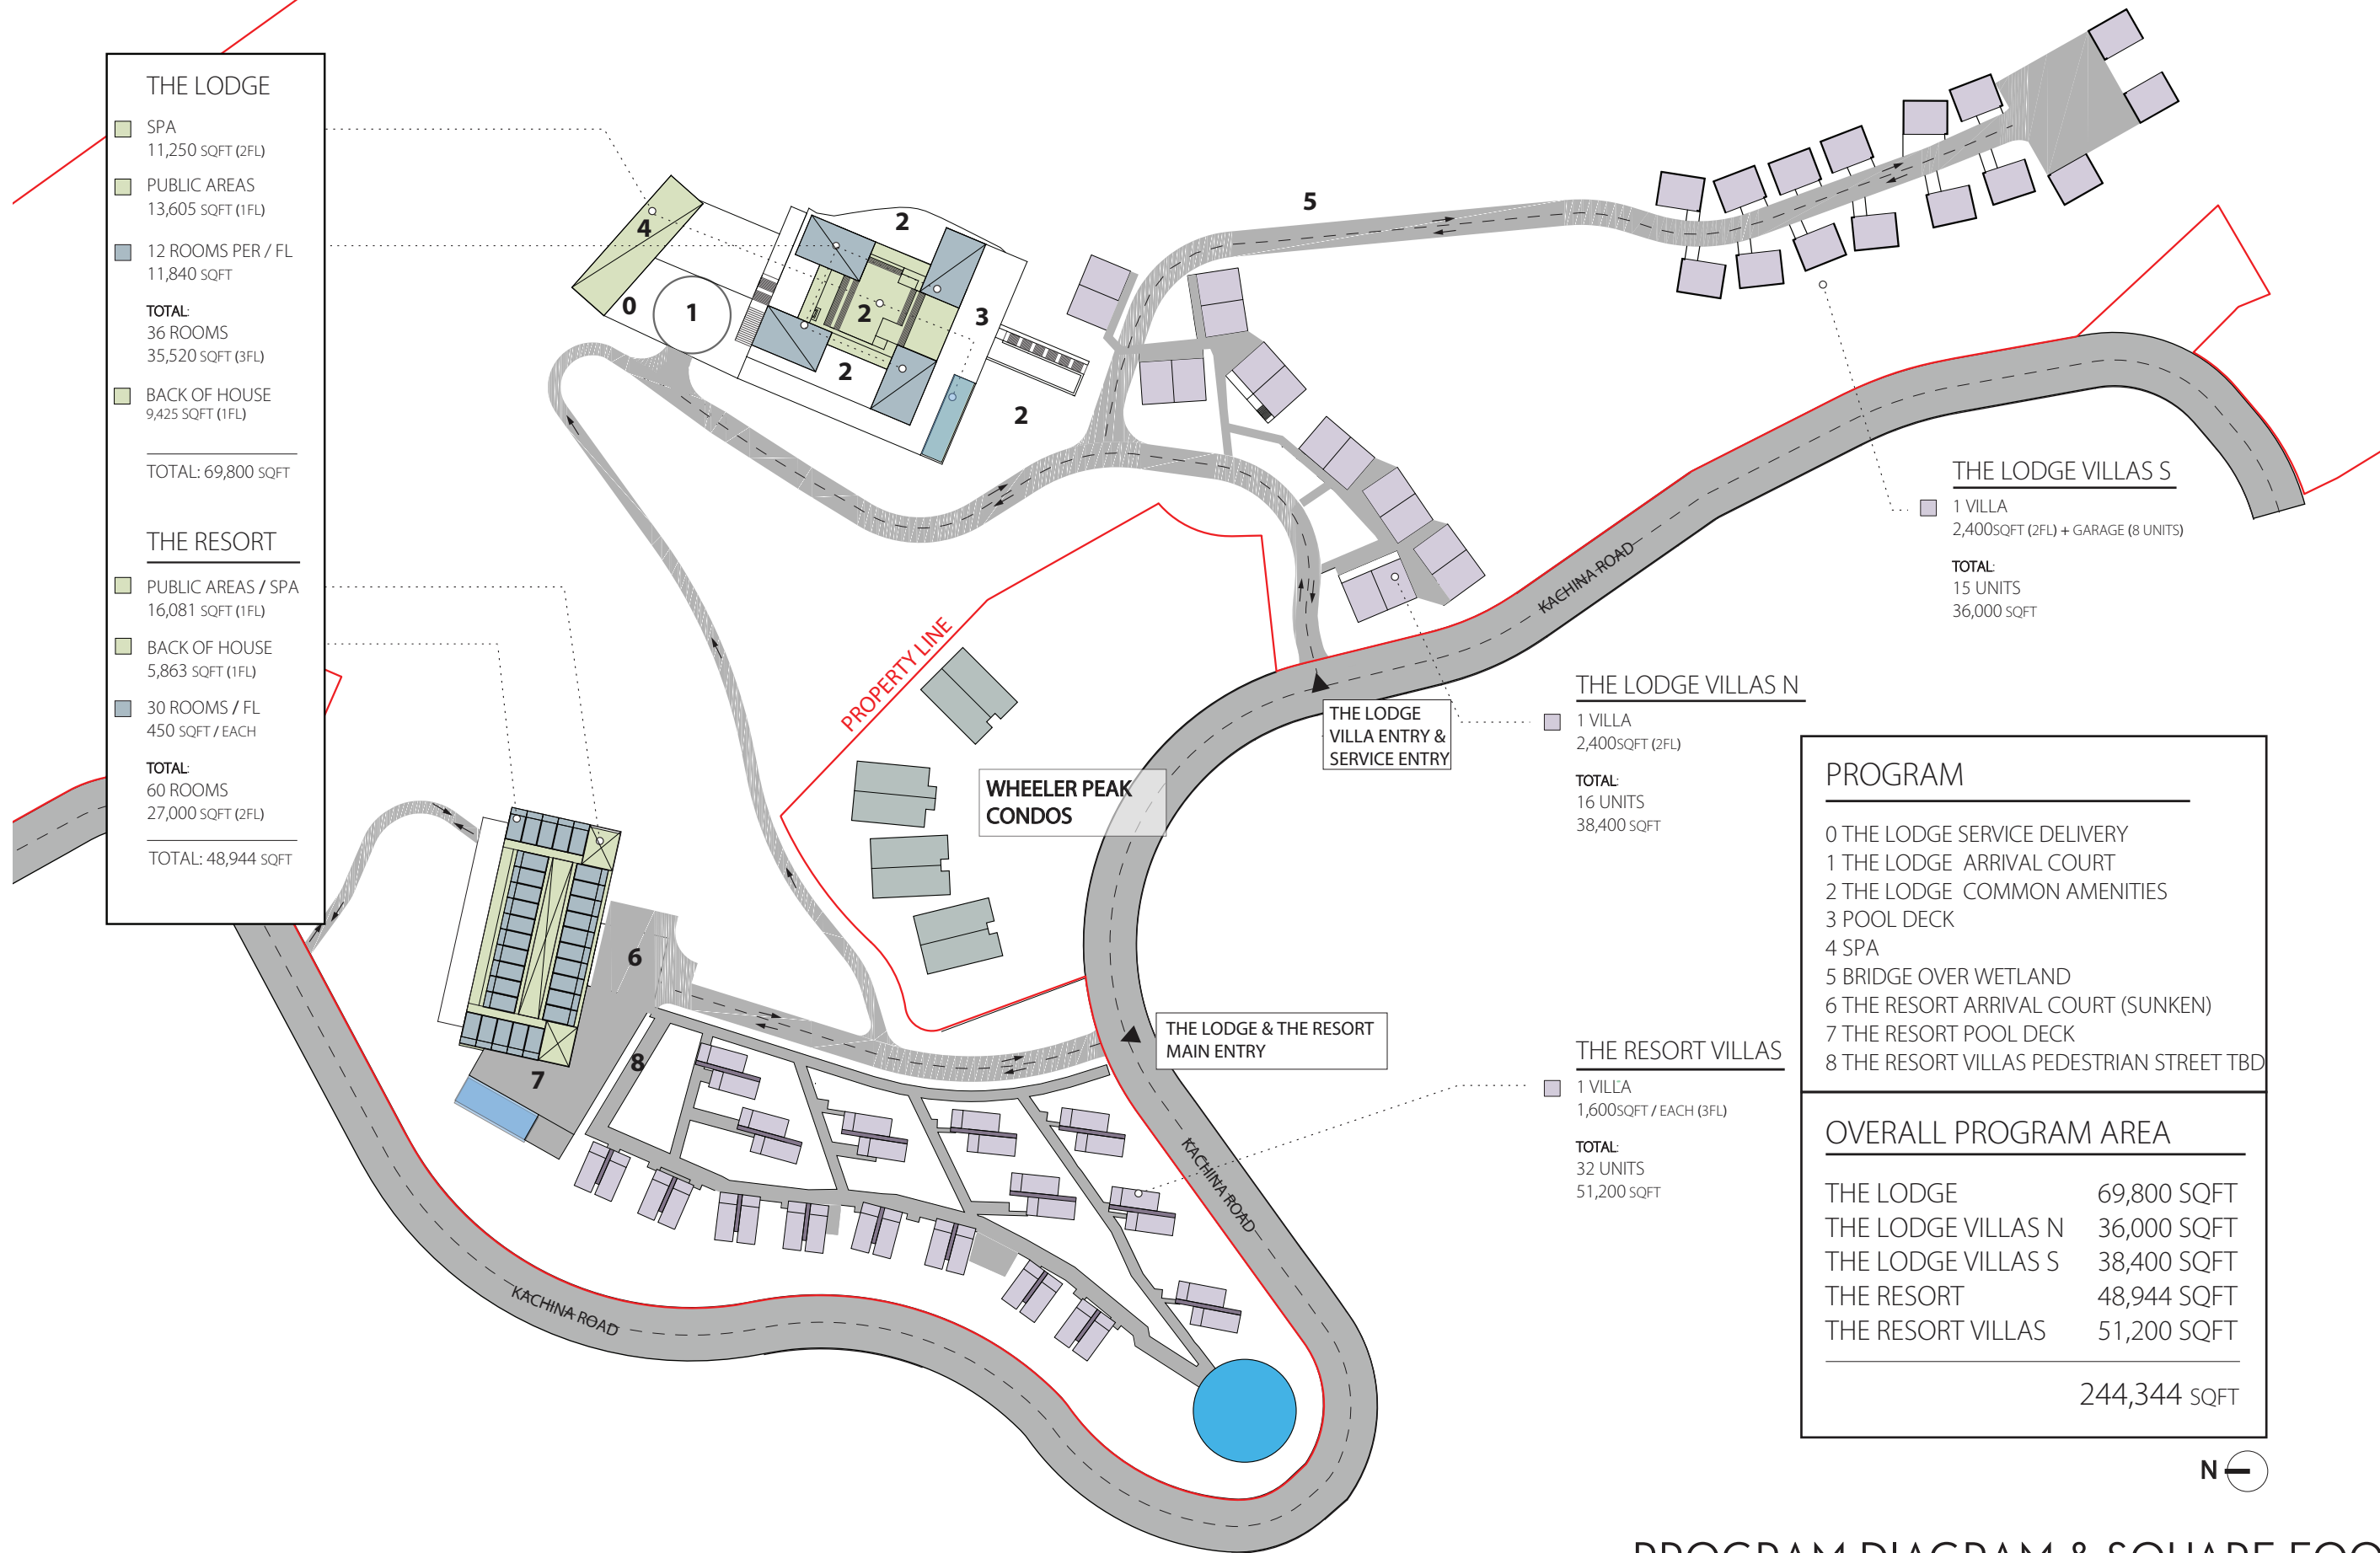 THE LODGE
SPA
11,250 SQFT (2FL)
PUBLIC AREAS
13,605 SQFT (1FL)
12 ROOMS PER / FL
11,840 SQFT
TOTAL:
36 ROOMS
35,520 SQFT (3FL)
BACK OF HOUSE
9,425 SQFT (1FL)
TOTAL: 69,800 SQFT
THE RESORT
PUBLIC AREAS / SPA
16,081 SQFT (1FL)
BACK OF HOUSE
5,863 SQFT (1FL)
30 ROOMS / FL
450 SQFT / EACH
TOTAL:
60 ROOMS
27,000 SQFT (2FL)
TOTAL: 48,944 SQFT
4
2
0
1
2
3
2
2
5
6
7
8
PROPERTY LINE
WHEELER PEAK
CONDOS
THE LODGE
VILLA ENTRY &
SERVICE ENTRY
THE LODGE & THE RESORT
MAIN ENTRY
KACHINA ROAD
KACHINA ROAD
KACHINA ROAD
THE LODGE VILLAS S
1 VILLA
2,400SQFT (2FL) + GARAGE (8 UNITS)
TOTAL:
15 UNITS
36,000 SQFT
THE LODGE VILLAS N
1 VILLA
2,400SQFT (2FL)
TOTAL:
16 UNITS
38,400 SQFT
THE RESORT VILLAS
1 VILLA
1,600SQFT / EACH (3FL)
TOTAL:
32 UNITS
51,200 SQFT
PROGRAM
0 THE LODGE SERVICE DELIVERY
1 THE LODGE ARRIVAL COURT
2 THE LODGE COMMON AMENITIES
3 POOL DECK
4 SPA
5 BRIDGE OVER WETLAND
6 THE RESORT ARRIVAL COURT (SUNKEN)
7 THE RESORT POOL DECK
8 THE RESORT VILLAS PEDESTRIAN STREET TBD
OVERALL PROGRAM AREA
THE LODGE 69,800 SQFT
THE LODGE VILLAS N 36,000 SQFT
THE LODGE VILLAS S 38,400 SQFT
THE RESORT 48,944 SQFT
THE RESORT VILLAS 51,200 SQFT
244,344 SQFT
N
PROGRAM DIAGRAM & SQUARE